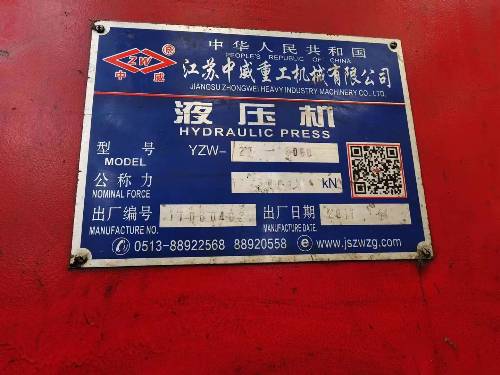 中华人民共和国
PEOPLE'S REPUBLIC OF CHINA
ZW
中 威
江苏中威重工机械有限公司
JIANGSU ZHONGWEI HEAVY INDUSTRY MACHINERY CO., LTD.
液压机
HYDRAULIC PRESS
型号 YZW-
MODEL
公称力 kN
NOMINAL FORCE
出厂编号 出厂日期
MANUFACTURE NO. MANUFACTURE DATE
0513-88922568 88920558 e www.jszwzg.com